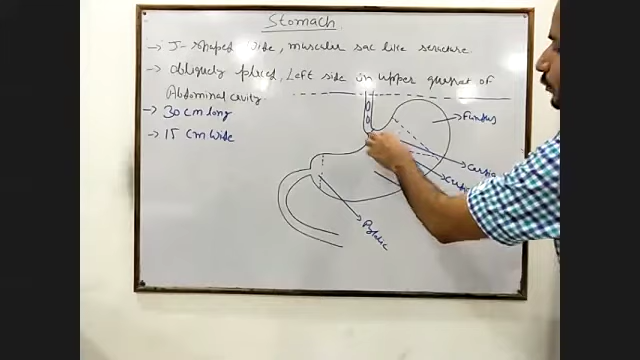 Stomach
→ J-shaped wide, muscular sac like structure
→ obliquely placed, Left side in upper of
Abdominal cavity.
→ 30 cm long
→ 15 cm wide
Fundus
Pyloric